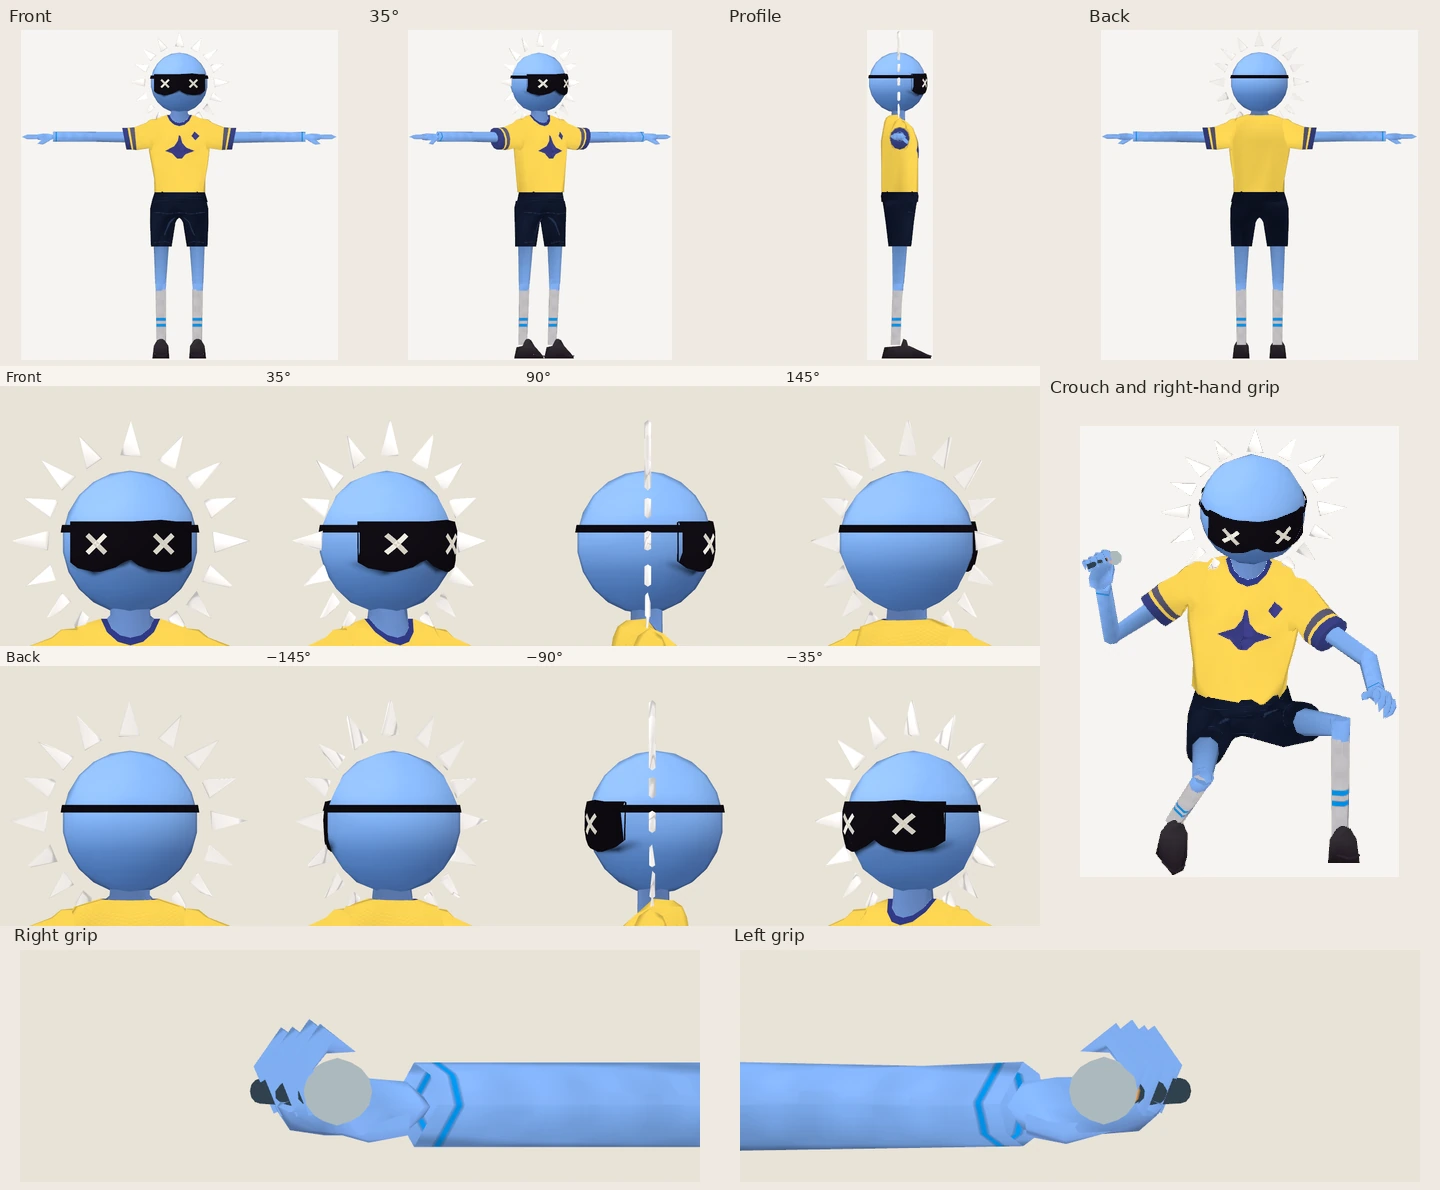 Front
35°
Profile
Back
Front
35°
90°
145°
Crouch and right-hand grip
Back
−145°
−90°
−35°
Right grip
Left grip